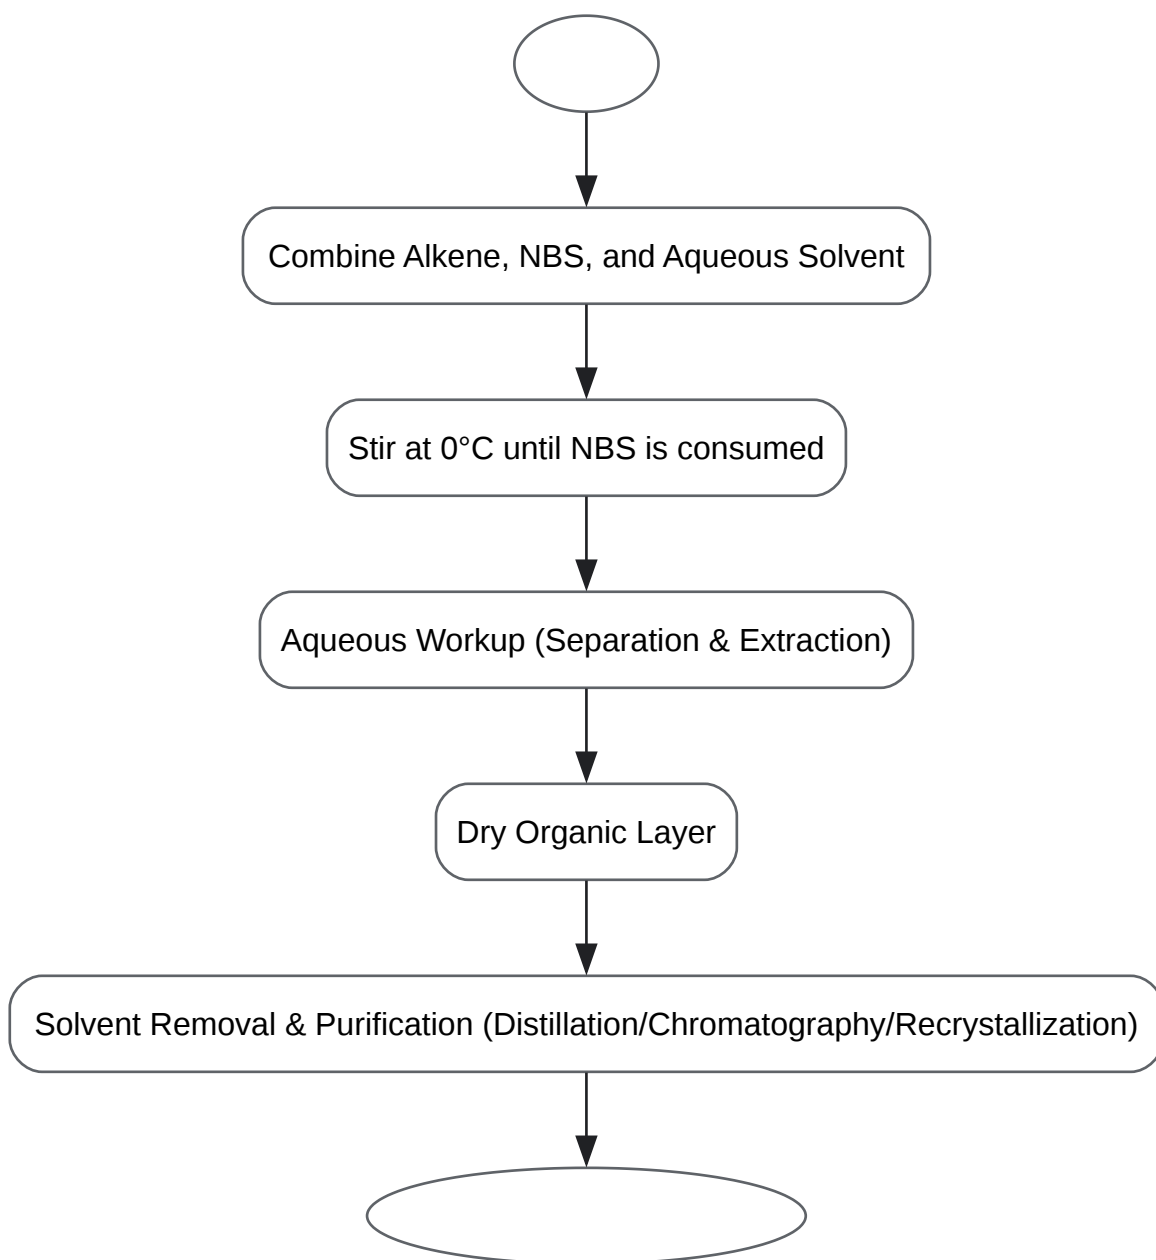 Combine Alkene, NBS, and Aqueous Solvent
Stir at 0°C until NBS is consumed
Aqueous Workup (Separation & Extraction)
Dry Organic Layer
Solvent Removal & Purification (Distillation/Chromatography/Recrystallization)